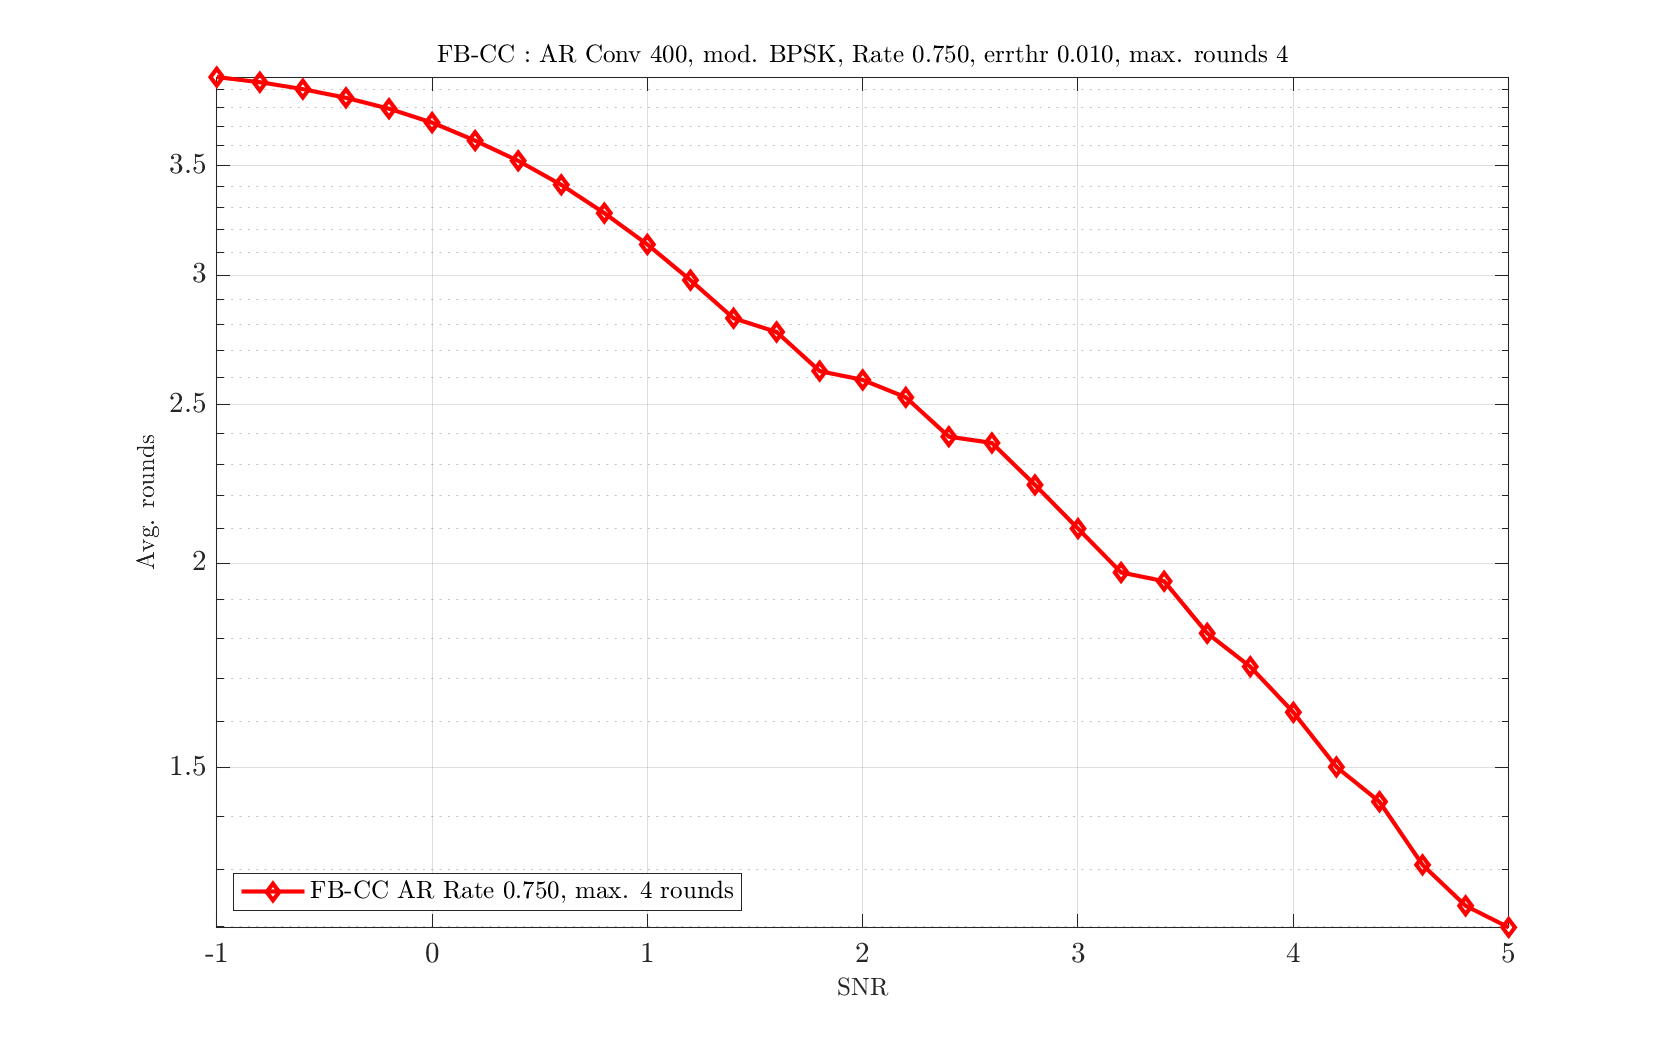 FB-CC : AR Conv 400, mod. BPSK, Rate 0.750, errthr 0.010, max. rounds 4
3.5
3
2.5
2
1.5
Avg. rounds
FB-CC AR Rate 0.750, max. 4 rounds
-1 0 1 2 3 4 5
SNR